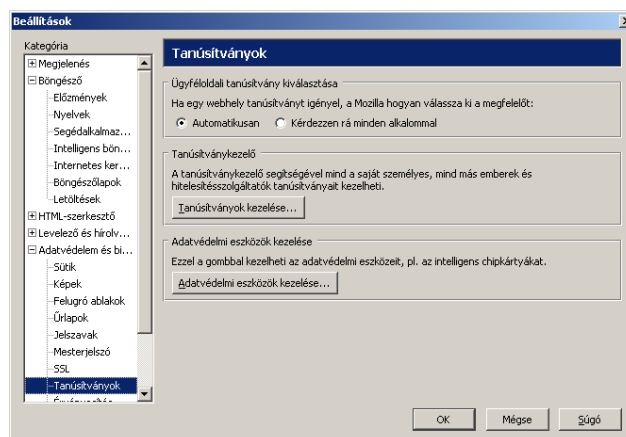 Beállítások
Kategória
Megjelenés
Böngésző
Előzmények
Nyelvek
Segédalkalmaz...
Intelligens bön...
Internetes ker...
Böngészőlapok
Letöltések
HTML-szerkesztő
Levelező és hírolv...
Adatvédelem és bi...
Sütik
Képek
Felugró ablakok
Űrlapok
Jelszavak
Mesterjelszó
SSL
Tanúsítványok
Tanúsítványok
Ügyféloldali tanúsítvány kiválasztása
Ha egy webhely tanúsítványt igényel, a Mozilla hogyan válassza ki a megfelelőt:
Automatikusan
Kérdezzen rá minden alkalommal
Tanúsítványkezelő
A tanúsítványkezelő segítségével mind a saját személyes, mind más emberek és
hitelesítésszolgáltatók tanúsítványait kezelheti.
Tanúsítványok kezelése...
Adatvédelmi eszközök kezelése
Ezzel a gombbal kezelheti az adatvédelmi eszközeit, pl. az intelligens chipkártyákat.
Adatvédelmi eszközök kezelése...
OK
Mégse
Súgó